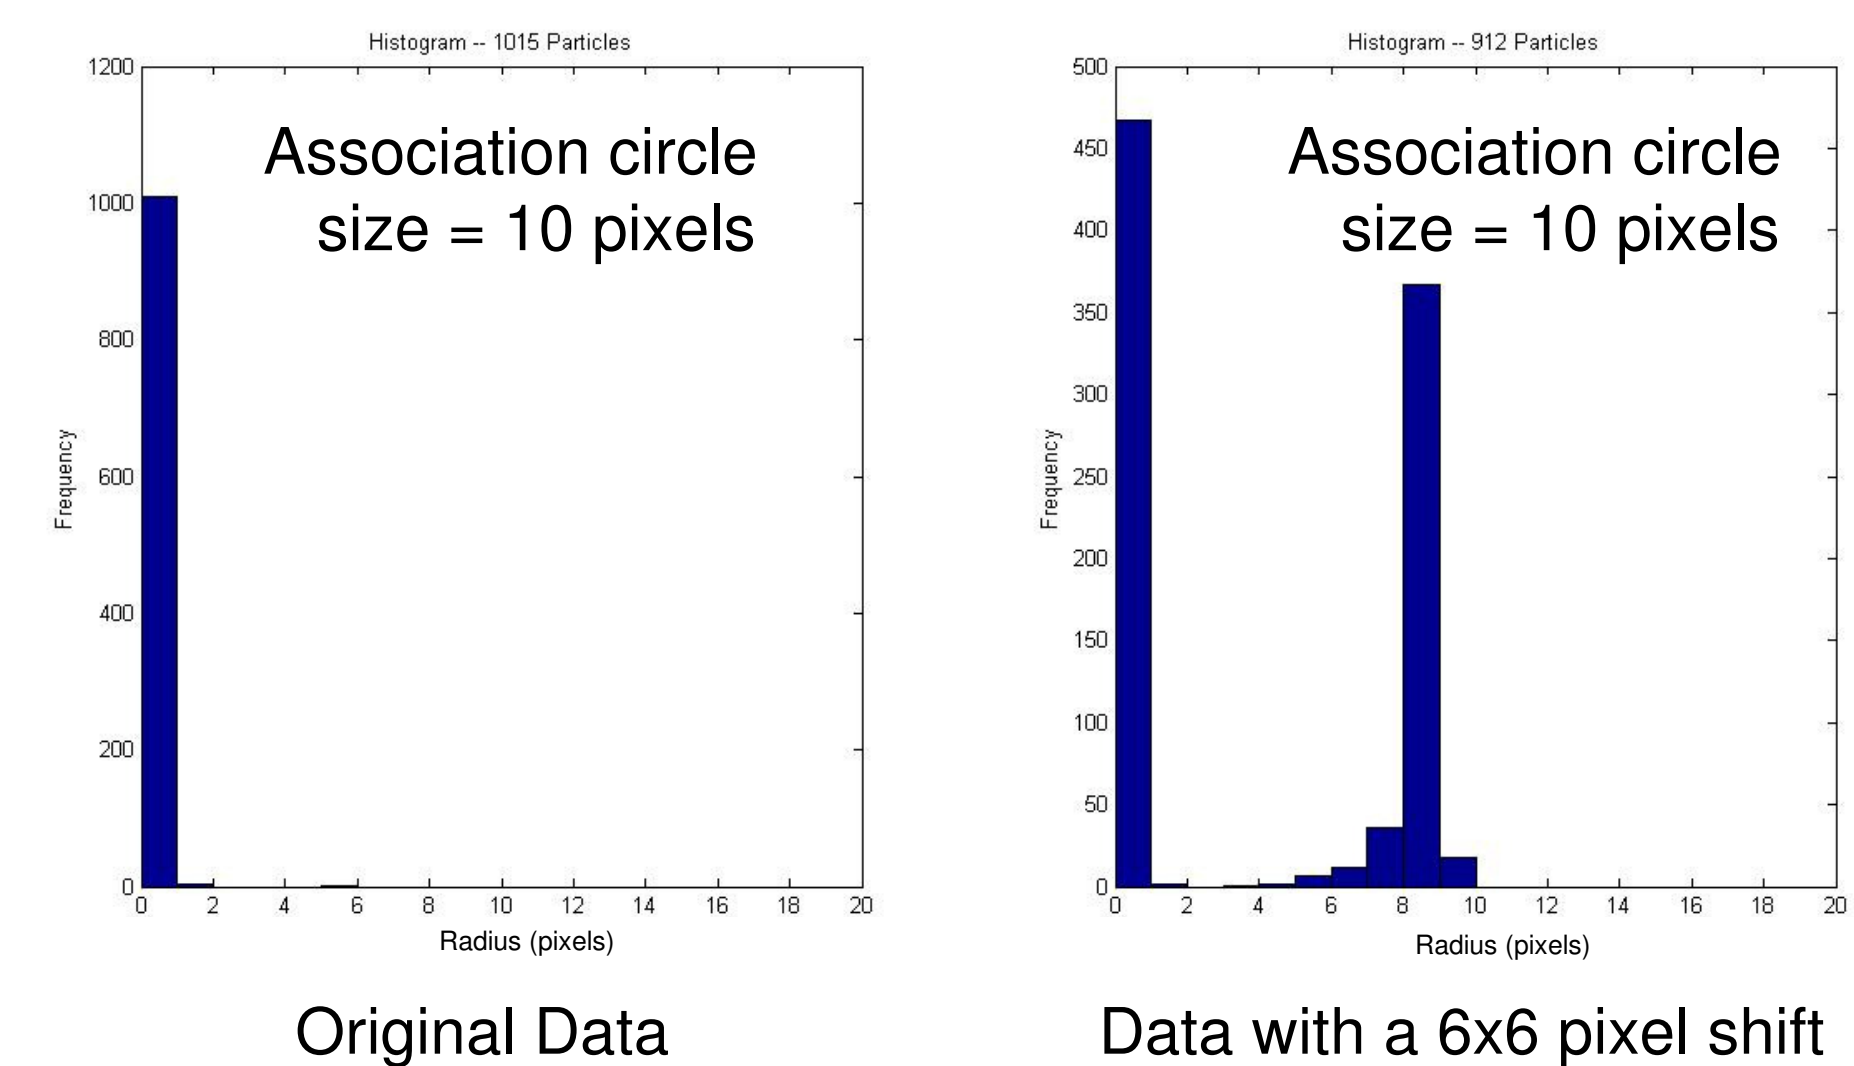 Histogram -- 1015 Particles
Association circle
size = 10 pixels
1200
1000
800
600
400
200
0
Frequency
0 2 4 6 8 10 12 14 16 18 20
Radius (pixels)
Original Data
Histogram -- 912 Particles
Association circle
size = 10 pixels
500
450
400
350
300
250
200
150
100
50
0
Frequency
0 2 4 6 8 10 12 14 16 18 20
Radius (pixels)
Data with a 6x6 pixel shift